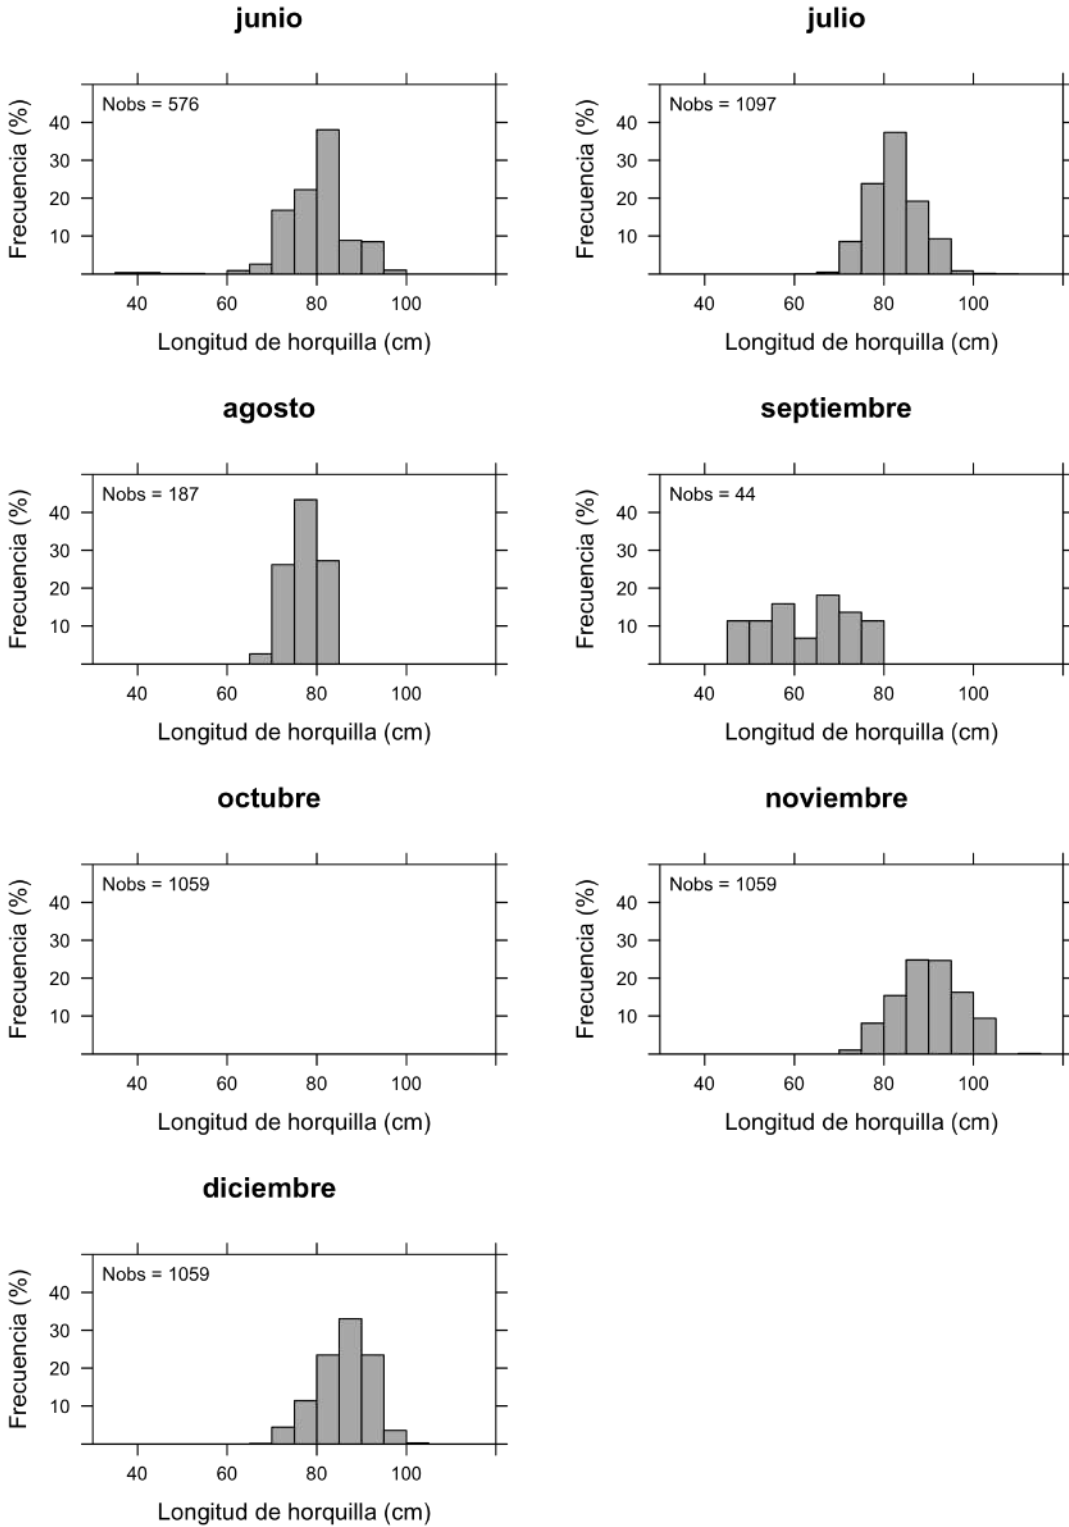 junio
Nobs = 576
Frecuencia (%)
40
30
20
10
40 60 80 100
Longitud de horquilla (cm)
julio
Nobs = 1097
Frecuencia (%)
40
30
20
10
40 60 80 100
Longitud de horquilla (cm)
agosto
Nobs = 187
Frecuencia (%)
40
30
20
10
40 60 80 100
Longitud de horquilla (cm)
septiembre
Nobs = 44
Frecuencia (%)
40
30
20
10
40 60 80 100
Longitud de horquilla (cm)
octubre
Nobs = 1059
Frecuencia (%)
40
30
20
10
40 60 80 100
Longitud de horquilla (cm)
noviembre
Nobs = 1059
Frecuencia (%)
40
30
20
10
40 60 80 100
Longitud de horquilla (cm)
diciembre
Nobs = 1059
Frecuencia (%)
40
30
20
10
40 60 80 100
Longitud de horquilla (cm)